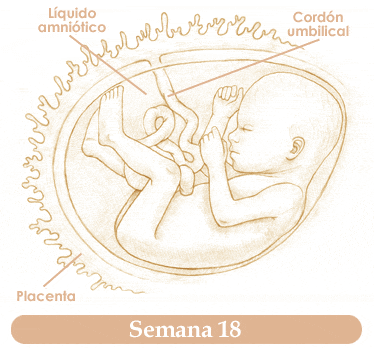 Líquido
amniótico
Cordón
umbilical
Placenta
Semana 18